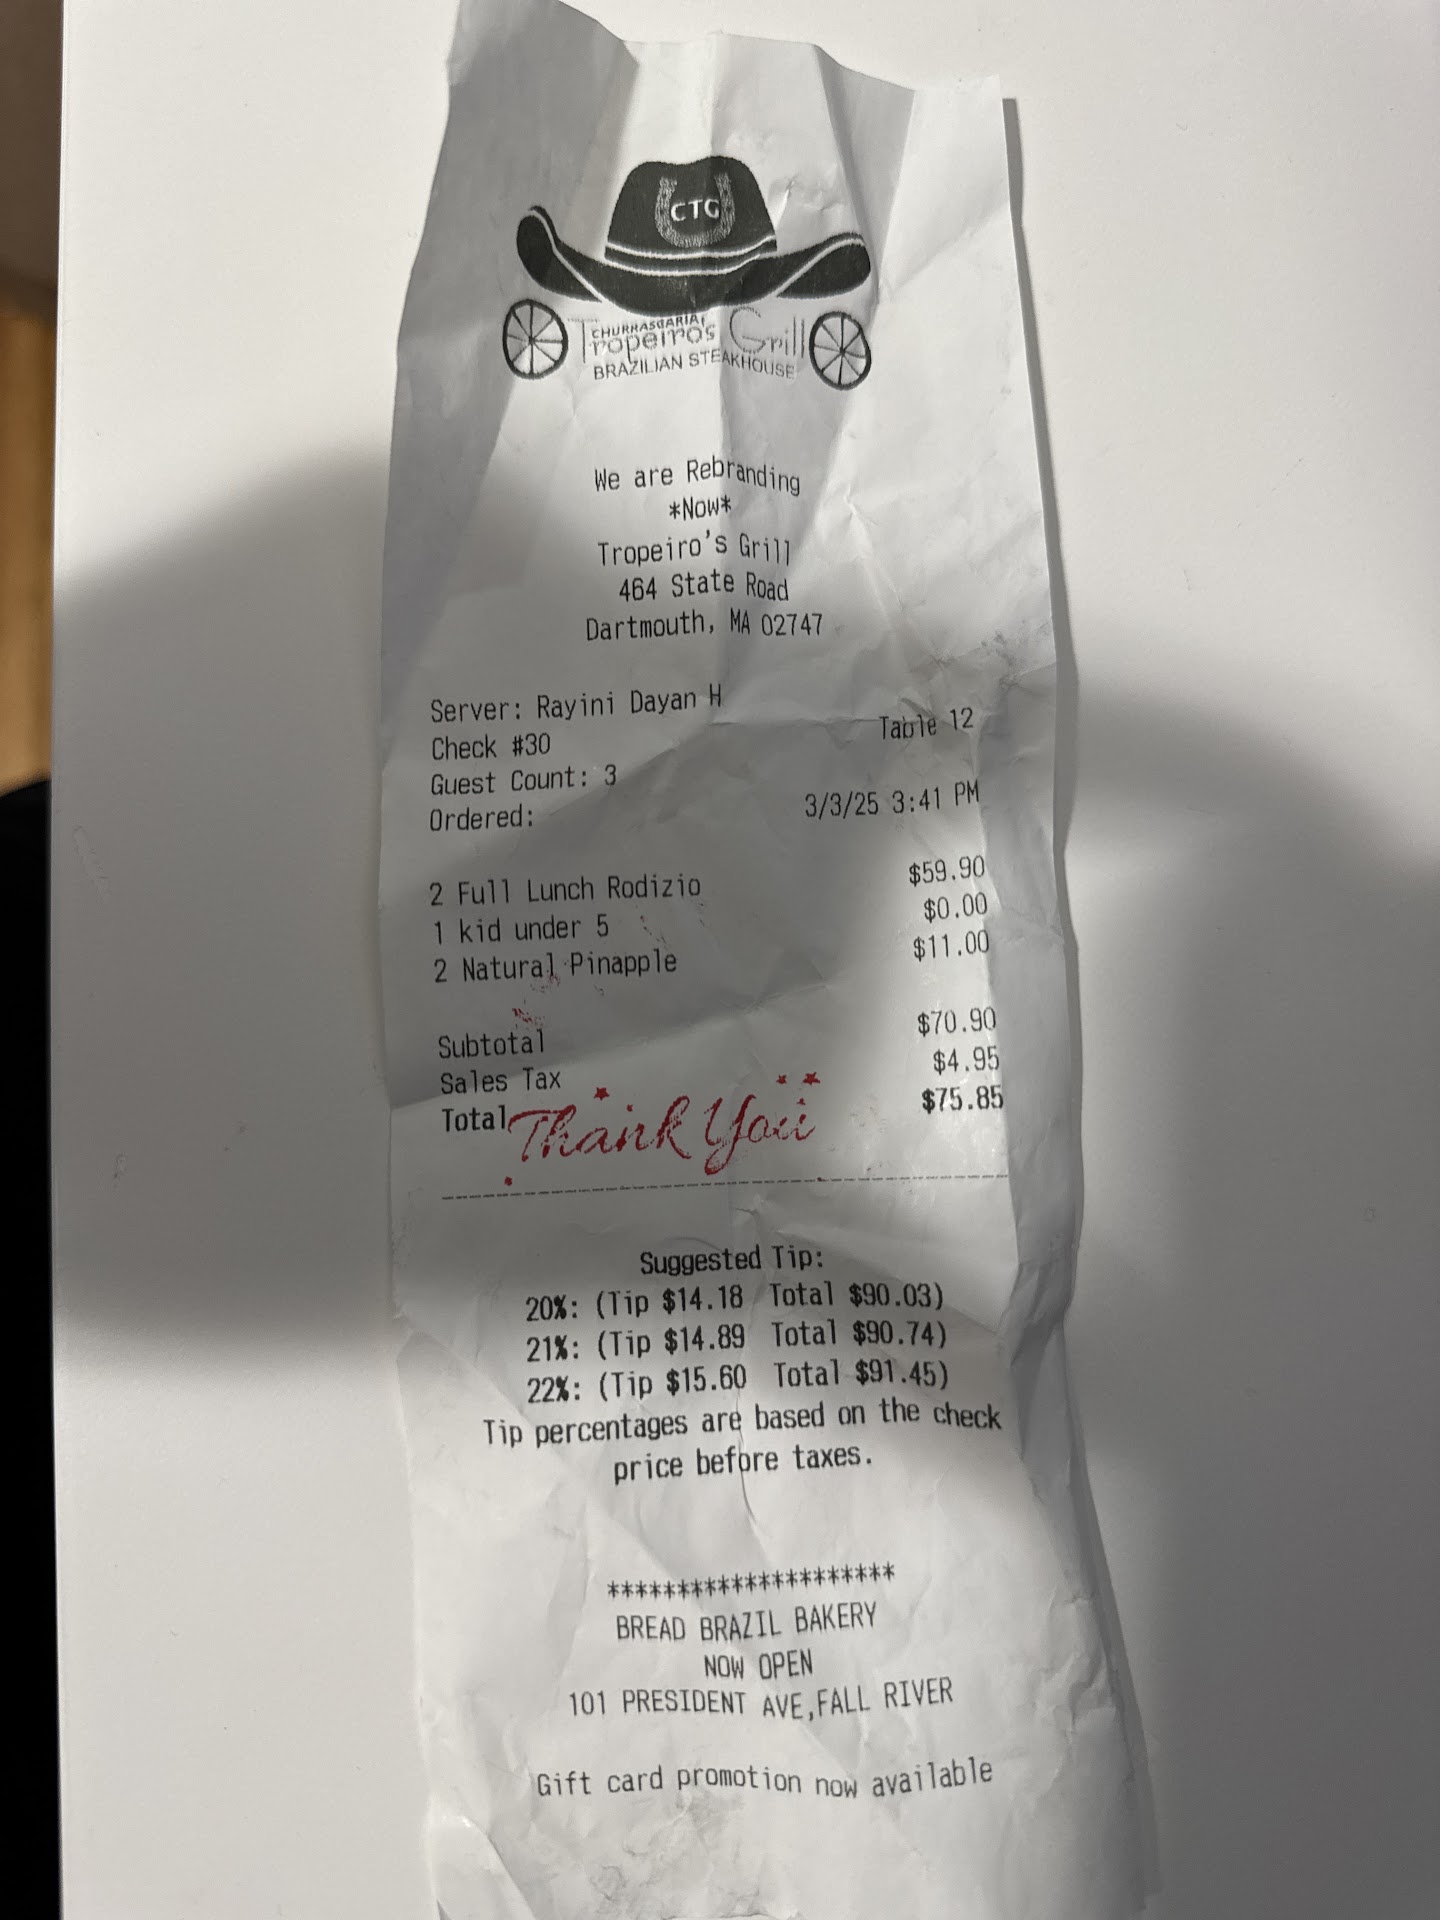 CTG
CHURRASCARIA
Tropeiros Grill
BRAZILIAN STEAKHOUSE
We are Rebranding
*Now*
Tropeiro's Grill
464 State Road
Dartmouth, MA 02747
Server: Rayini Dayan H
Check #30 Table 12
Guest Count: 3
Ordered: 3/3/25 3:41 PM
2 Full Lunch Rodizio $59.90
1 kid under 5 $0.00
2 Natural Pinapple $11.00
Subtotal $70.90
Sales Tax $4.95
Total $75.85
Thank You
Suggested Tip:
20%: (Tip $14.18 Total $90.03)
21%: (Tip $14.89 Total $90.74)
22%: (Tip $15.60 Total $91.45)
Tip percentages are based on the check
price before taxes.
*********************
BREAD BRAZIL BAKERY
NOW OPEN
101 PRESIDENT AVE,FALL RIVER
Gift card promotion now available